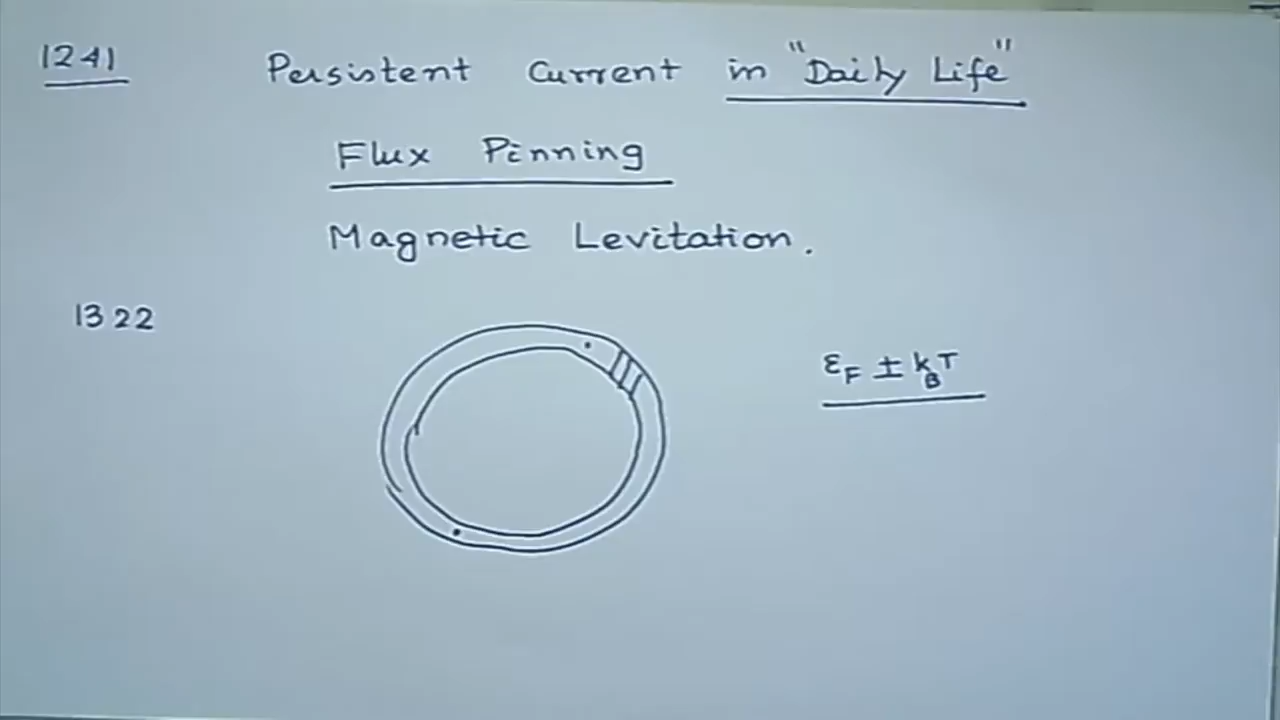 1241 Persistent Current in "Daily Life"
Flux Pinning
Magnetic Levitation.
1322
εF ± kBT